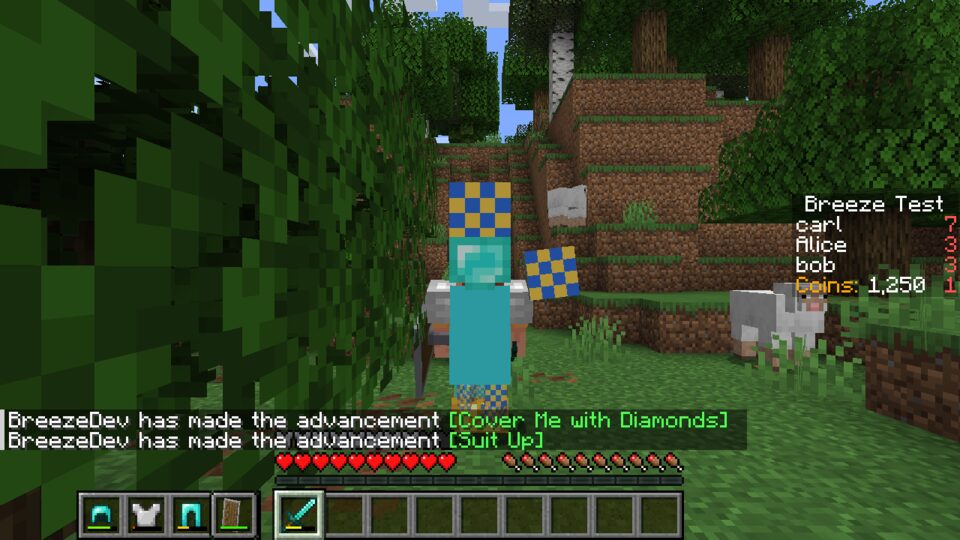 Breeze Test
carl 7
Alice 3
bob 3
Coins: 1,250 1
BreezeDev has made the advancement [Cover Me with Diamonds]
BreezeDev has made the advancement [Suit Up]